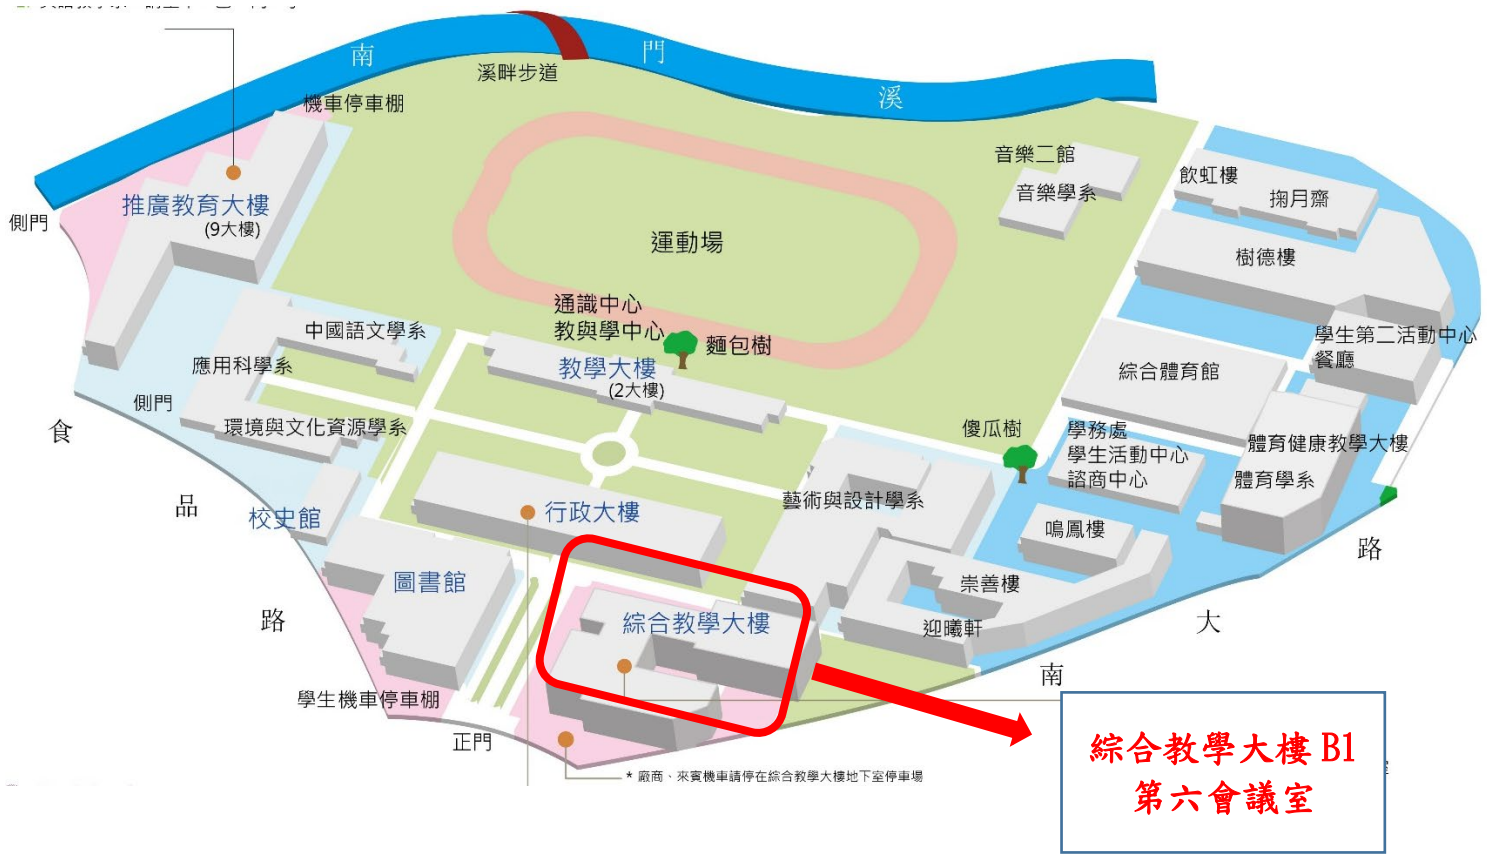 南
門
溪
溪畔步道
機車停車棚
側門
推廣教育大樓
(9大樓)
音樂二館
音樂學系
飲虹樓
掬月齋
樹德樓
運動場
通識中心
教與學中心
麵包樹
教學大樓
(2大樓)
中國語文學系
應用科學系
側門
環境與文化資源學系
學生第二活動中心
餐廳
綜合體育館
傻瓜樹
學務處
學生活動中心
諮商中心
體育健康教學大樓
體育學系
食
品
路
校史館
行政大樓
藝術與設計學系
鳴鳳樓
圖書館
崇善樓
迎曦軒
綜合教學大樓
南
大
路
學生機車停車棚
正門
* 廠商、來賓機車請停在綜合教學大樓地下室停車場
綜合教學大樓 B1
第六會議室